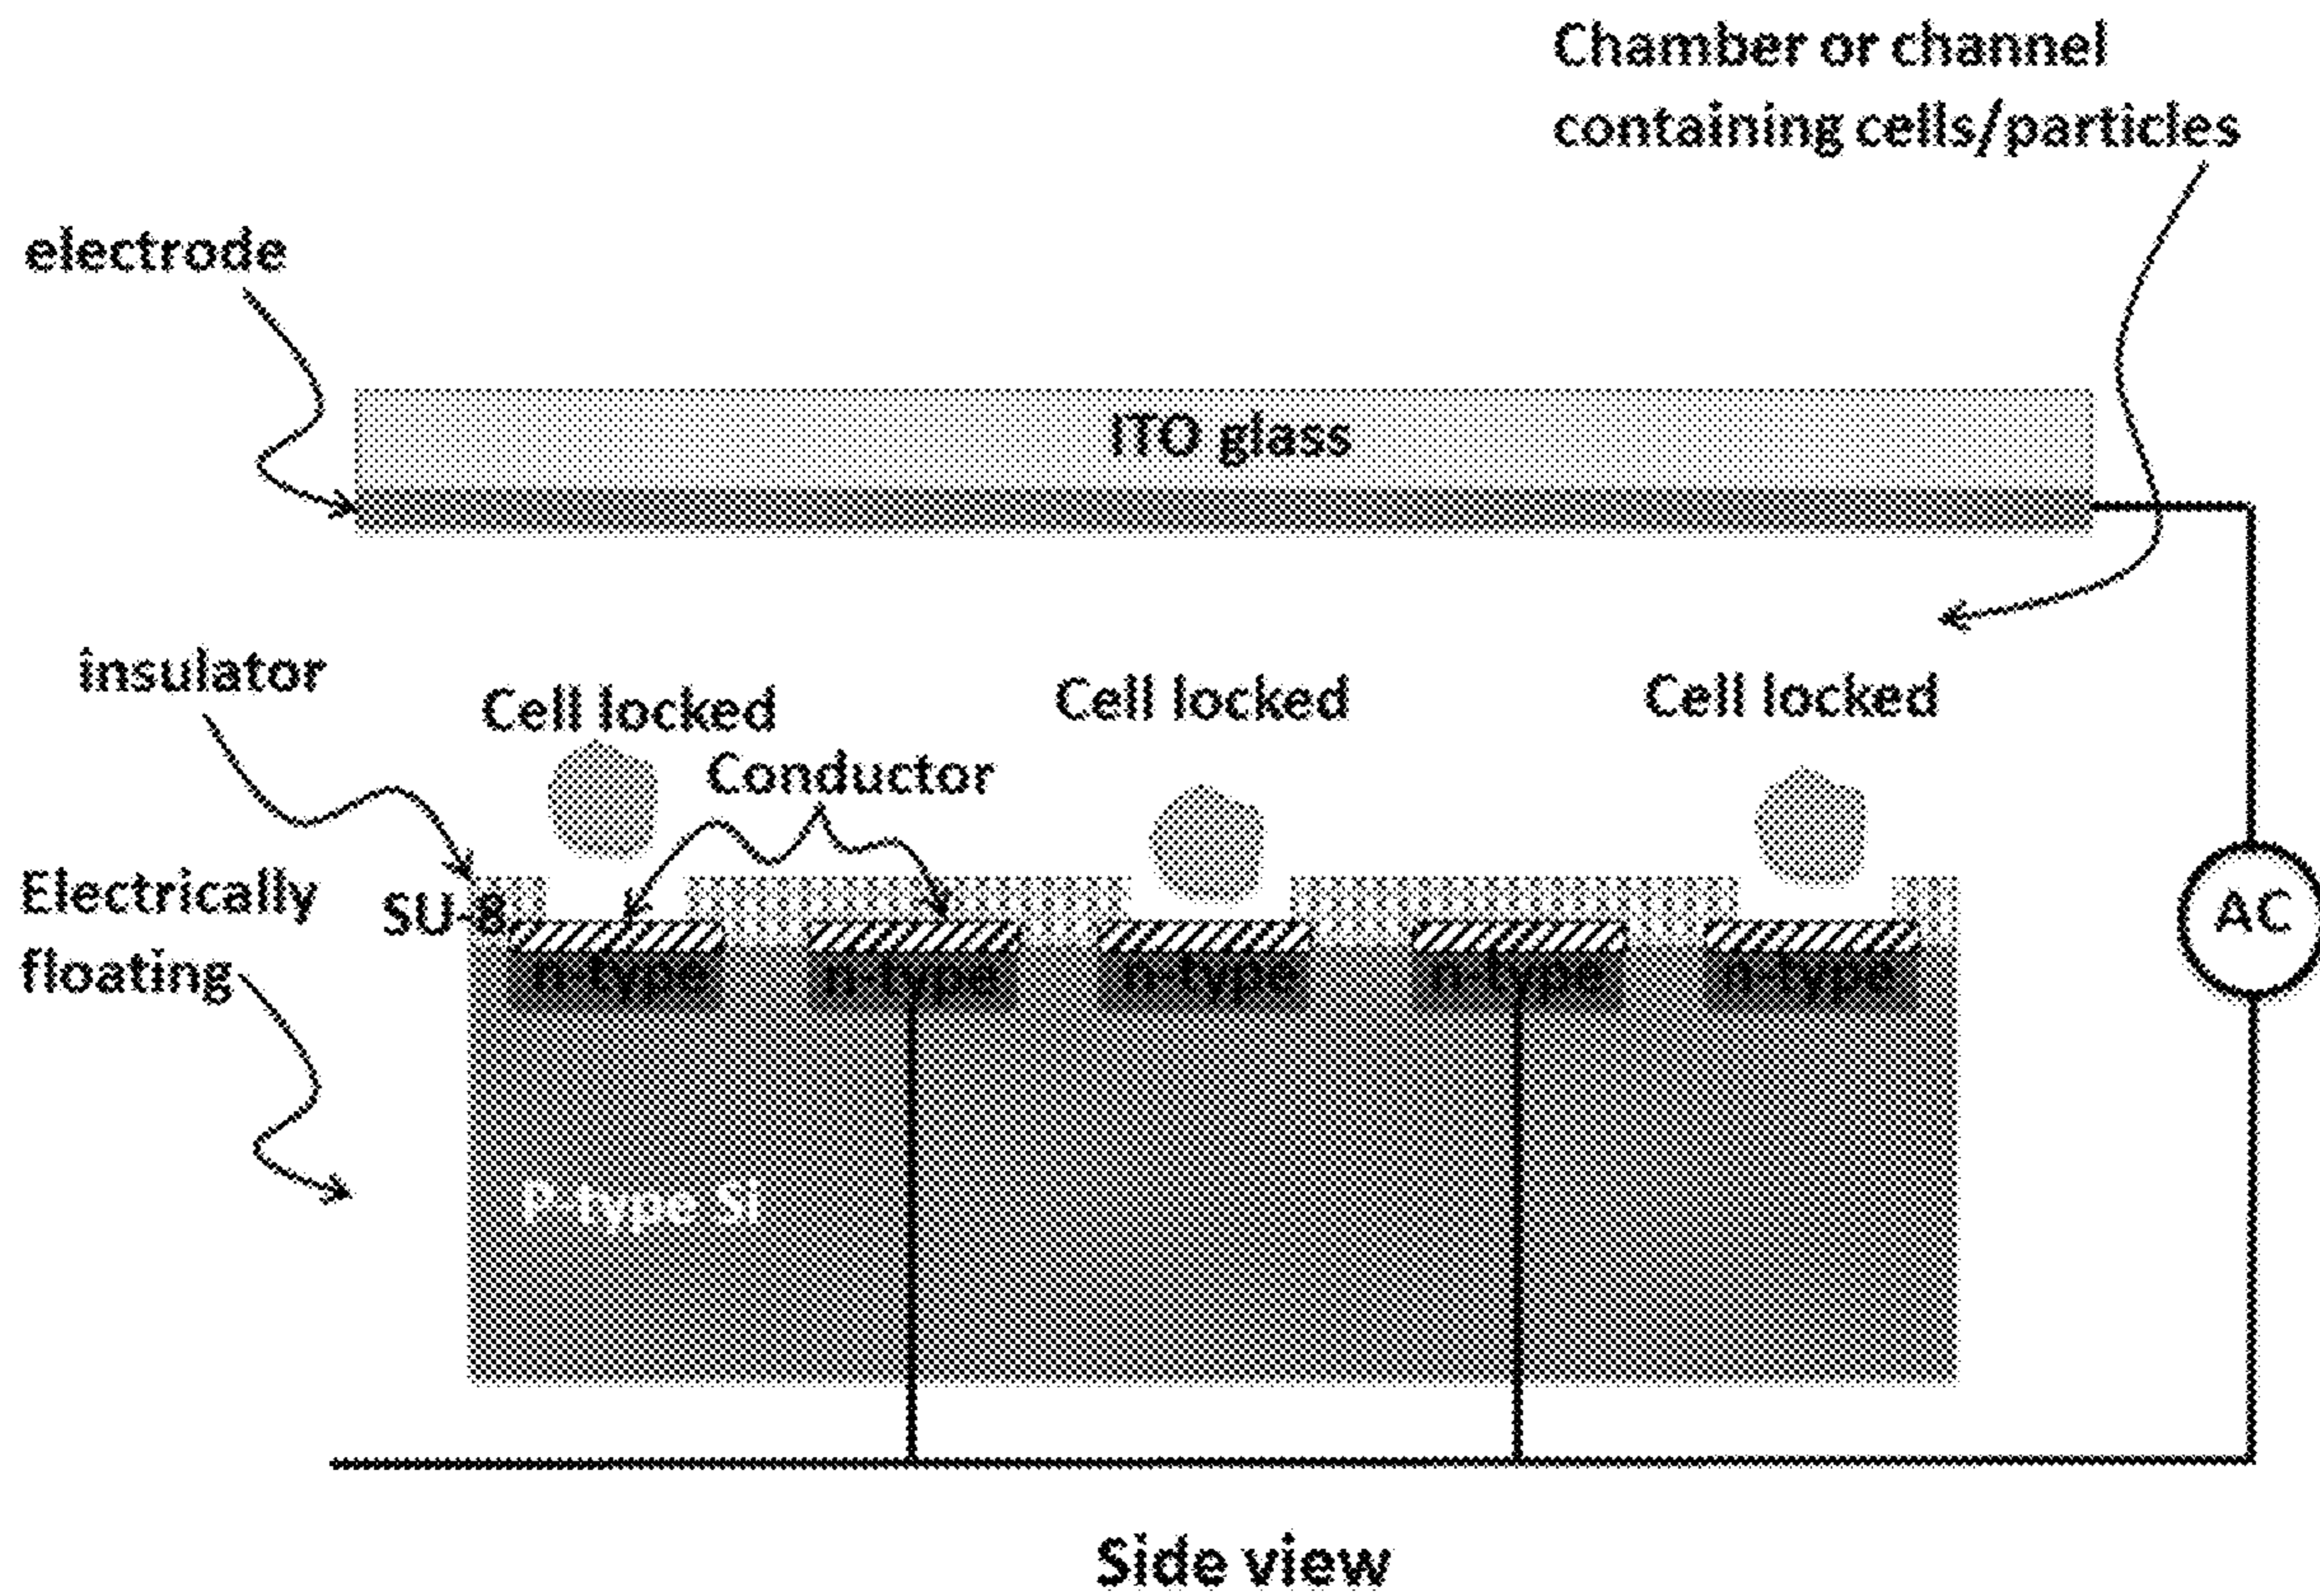 Chamber or channel
containing cells/particles
electrode
ITO glass
insulator
Cell locked
Cell locked
Cell locked
Conductor
Electrically
floating
SU-8
AC
n-type
n-type
n-type
n-type
n-type
P-type Si
Side view